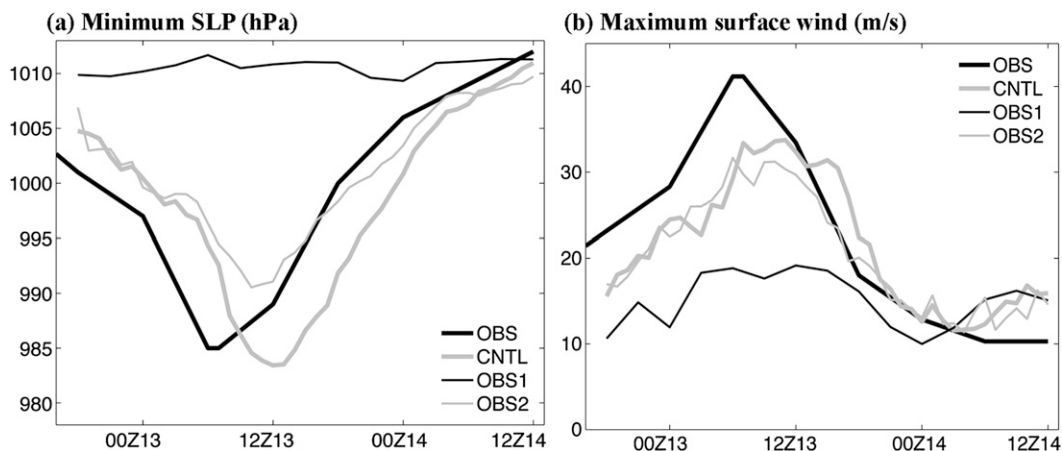 (a) Minimum SLP (hPa)
1010
1005
1000
995
990
985
980
00Z13
12Z13
00Z14
12Z14
OBS
CNTL
OBS1
OBS2
(b) Maximum surface wind (m/s)
40
30
20
10
0
00Z13
12Z13
00Z14
12Z14
OBS
CNTL
OBS1
OBS2